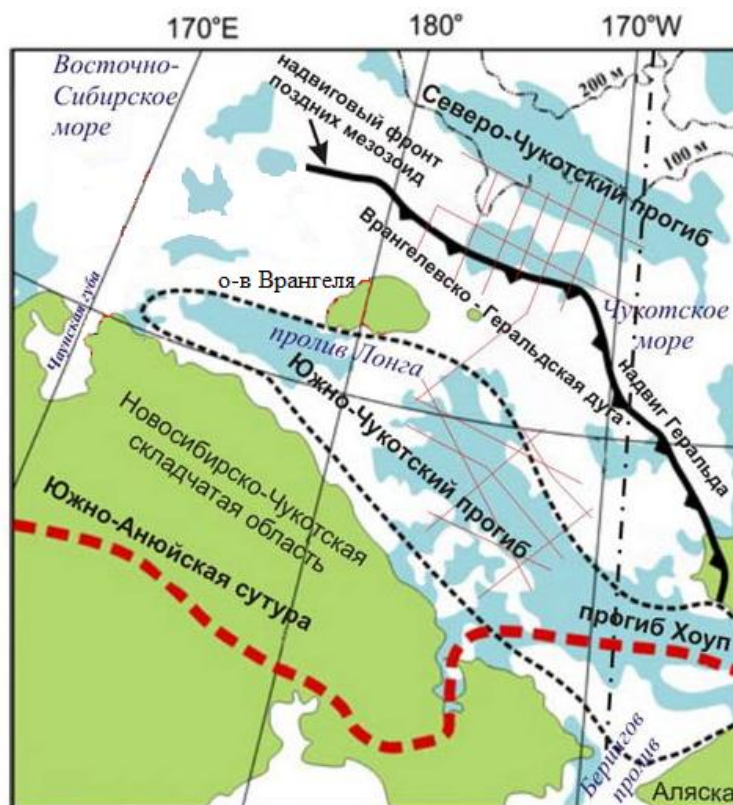 170°E
180°
170°W
Восточно-
Сибирское
море
надвиговый фронт
поздних мезозоид
200 м
100 м
Северо-Чукотский прогиб
о-в Врангеля
Врангелевско - Геральдская дуга
Чукотское
море
Чаунская губа
пролив Лонга
надвиг Геральда
Южно-Чукотский прогиб
Новосибирско-Чукотская
складчатая область
Южно-Анюйская сутура
прогиб Хоуп
Берингов
пролив
Аляска